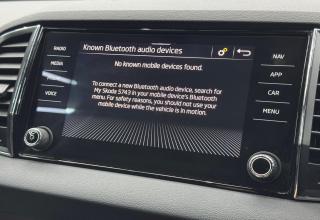 RADIO
MEDIA
VOICE
Known Bluetooth audio devices
No known mobile devices found.
To connect a new Bluetooth audio device, search for
My Skoda 5743 in your mobile device's Bluetooth
menu. For safety reasons, you should not use your
mobile device while the vehicle is in motion.
NAV
APP
CAR
MENU